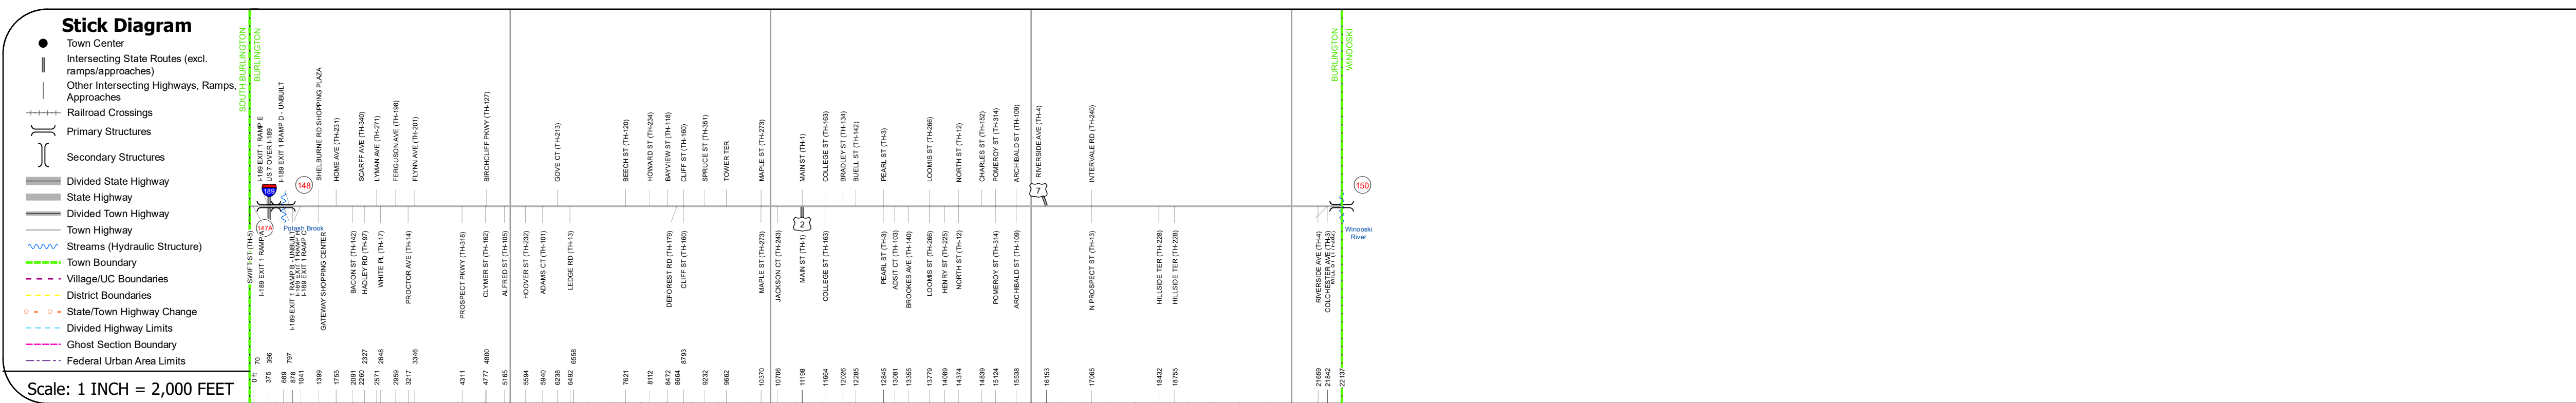 Stick Diagram
Town Center
Intersecting State Routes (excl.
ramps/approaches)
Other Intersecting Highways, Ramps,
Approaches
Railroad Crossings
Primary Structures
Secondary Structures
Divided State Highway
State Highway
Divided Town Highway
Town Highway
Streams (Hydraulic Structure)
Town Boundary
Village/UC Boundaries
District Boundaries
State/Town Highway Change
Divided Highway Limits
Ghost Section Boundary
Federal Urban Area Limits
Scale: 1 INCH = 2,000 FEET
SOUTH BURLINGTON
BURLINGTON
I-189 EXIT 1 RAMP E
US 7 OVER I-189
I-189 EXIT 1 RAMP D - UNBUILT
SHELBURNE RD SHOPPING PLAZA
HOME AVE (TH-231)
SCARFF AVE (TH-340)
LYMAN AVE (TH-271)
FERGUSON AVE (TH-198)
FLYNN AVE (TH-201)
BIRCHCLIFF PKWY (TH-127)
GOVE CT (TH-213)
BEECH ST (TH-120)
HOWARD ST (TH-234)
BAYVIEW ST (TH-118)
CLIFF ST (TH-160)
SPRUCE ST (TH-351)
TOWER TER
MAPLE ST (TH-273)
MAIN ST (TH-1)
COLLEGE ST (TH-163)
BRADLEY ST (TH-134)
BUELL ST (TH-142)
PEARL ST (TH-3)
LOOMIS ST (TH-266)
NORTH ST (TH-12)
CHARLES ST (TH-152)
POMEROY ST (TH-314)
ARCHIBALD ST (TH-109)
RIVERSIDE AVE (TH-4)
INTERVALE RD (TH-240)
BURLINGTON
WINOOSKI
189
148
7
150
147A
Potash Brook
2
Winooski
River
SWIFT ST (TH-5)
I-189 EXIT 1 RAMP A
I-189 EXIT 1 RAMP B - UNBUILT
I-189 EXIT 1 RAMP C
GATEWAY SHOPPING CENTER
BACON ST (TH-142)
HADLEY RD (TH-97)
WHITE PL (TH-17)
PROCTOR AVE (TH-14)
PROSPECT PKWY (TH-318)
CLYMER ST (TH-162)
ALFRED ST (TH-105)
HOOVER ST (TH-232)
ADAMS CT (TH-101)
LEDGE RD (TH-13)
DEFOREST RD (TH-179)
CLIFF ST (TH-160)
MAPLE ST (TH-273)
JACKSON CT (TH-243)
MAIN ST (TH-1)
COLLEGE ST (TH-163)
PEARL ST (TH-3)
ADSIT CT (TH-103)
BROOKES AVE (TH-140)
LOOMIS ST (TH-266)
HENRY ST (TH-225)
NORTH ST (TH-12)
POMEROY ST (TH-314)
ARCHIBALD ST (TH-109)
N PROSPECT ST (TH-13)
HILLSIDE TER (TH-228)
HILLSIDE TER (TH-228)
RIVERSIDE AVE (TH-4)
COLCHESTER AVE (TH-3)
0 ft
70
375
396
689
797
878
1041
1399
1755
2091
2260
2327
2571
2648
2959
3217
3346
4311
4777
4800
5165
5594
5940
6238
6492
6558
7621
8112
8472
8664
8793
9232
9662
10370
10706
11198
11664
12026
12285
12845
13081
13355
13779
14089
14374
14839
15124
15538
16153
17065
18432
18755
21659
21842
22137